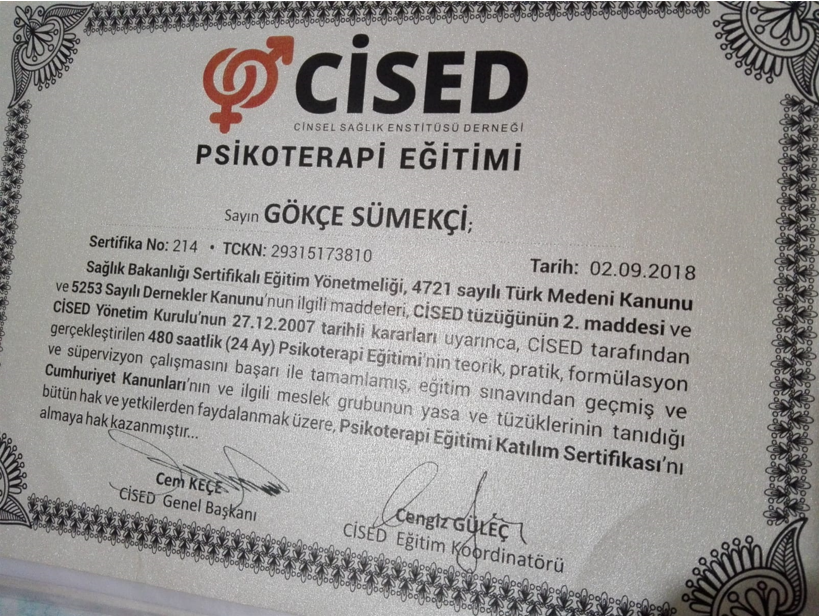 CİSED
CİNSEL SAĞLIK ENSTİTÜSÜ DERNEĞİ
PSİKOTERAPİ EĞİTİMİ
Sayın GÖKÇE SÜMEKÇİ;
Sertifika No: 214 • TCKN: 29315173810
Tarih: 02.09.2018
Sağlık Bakanlığı Sertifikalı Eğitim Yönetmeliği, 4721 sayılı Türk Medeni Kanunu
ve 5253 Sayılı Dernekler Kanunu'nun ilgili maddeleri, CİSED tüzüğünün 2. maddesi ve
CİSED Yönetim Kurulu'nun 27.12.2007 tarihli kararları uyarınca, CİSED tarafından
gerçekleştirilen 480 saatlik (24 Ay) Psikoterapi Eğitimi'nin teorik, pratik, formülasyon
ve süpervizyon çalışmasını başarı ile tamamlamış, eğitim sınavından geçmiş ve
Cumhuriyet Kanunları'nın ve ilgili meslek grubunun yasa ve tüzüklerinin tanıdığı
bütün hak ve yetkilerden faydalanmak üzere, Psikoterapi Eğitimi Katılım Sertifikası'nı
almaya hak kazanmıştır...
Cem KEÇE
CİSED Genel Başkanı
Cengiz GÜLEÇ
CİSED Eğitim Koordinatörü